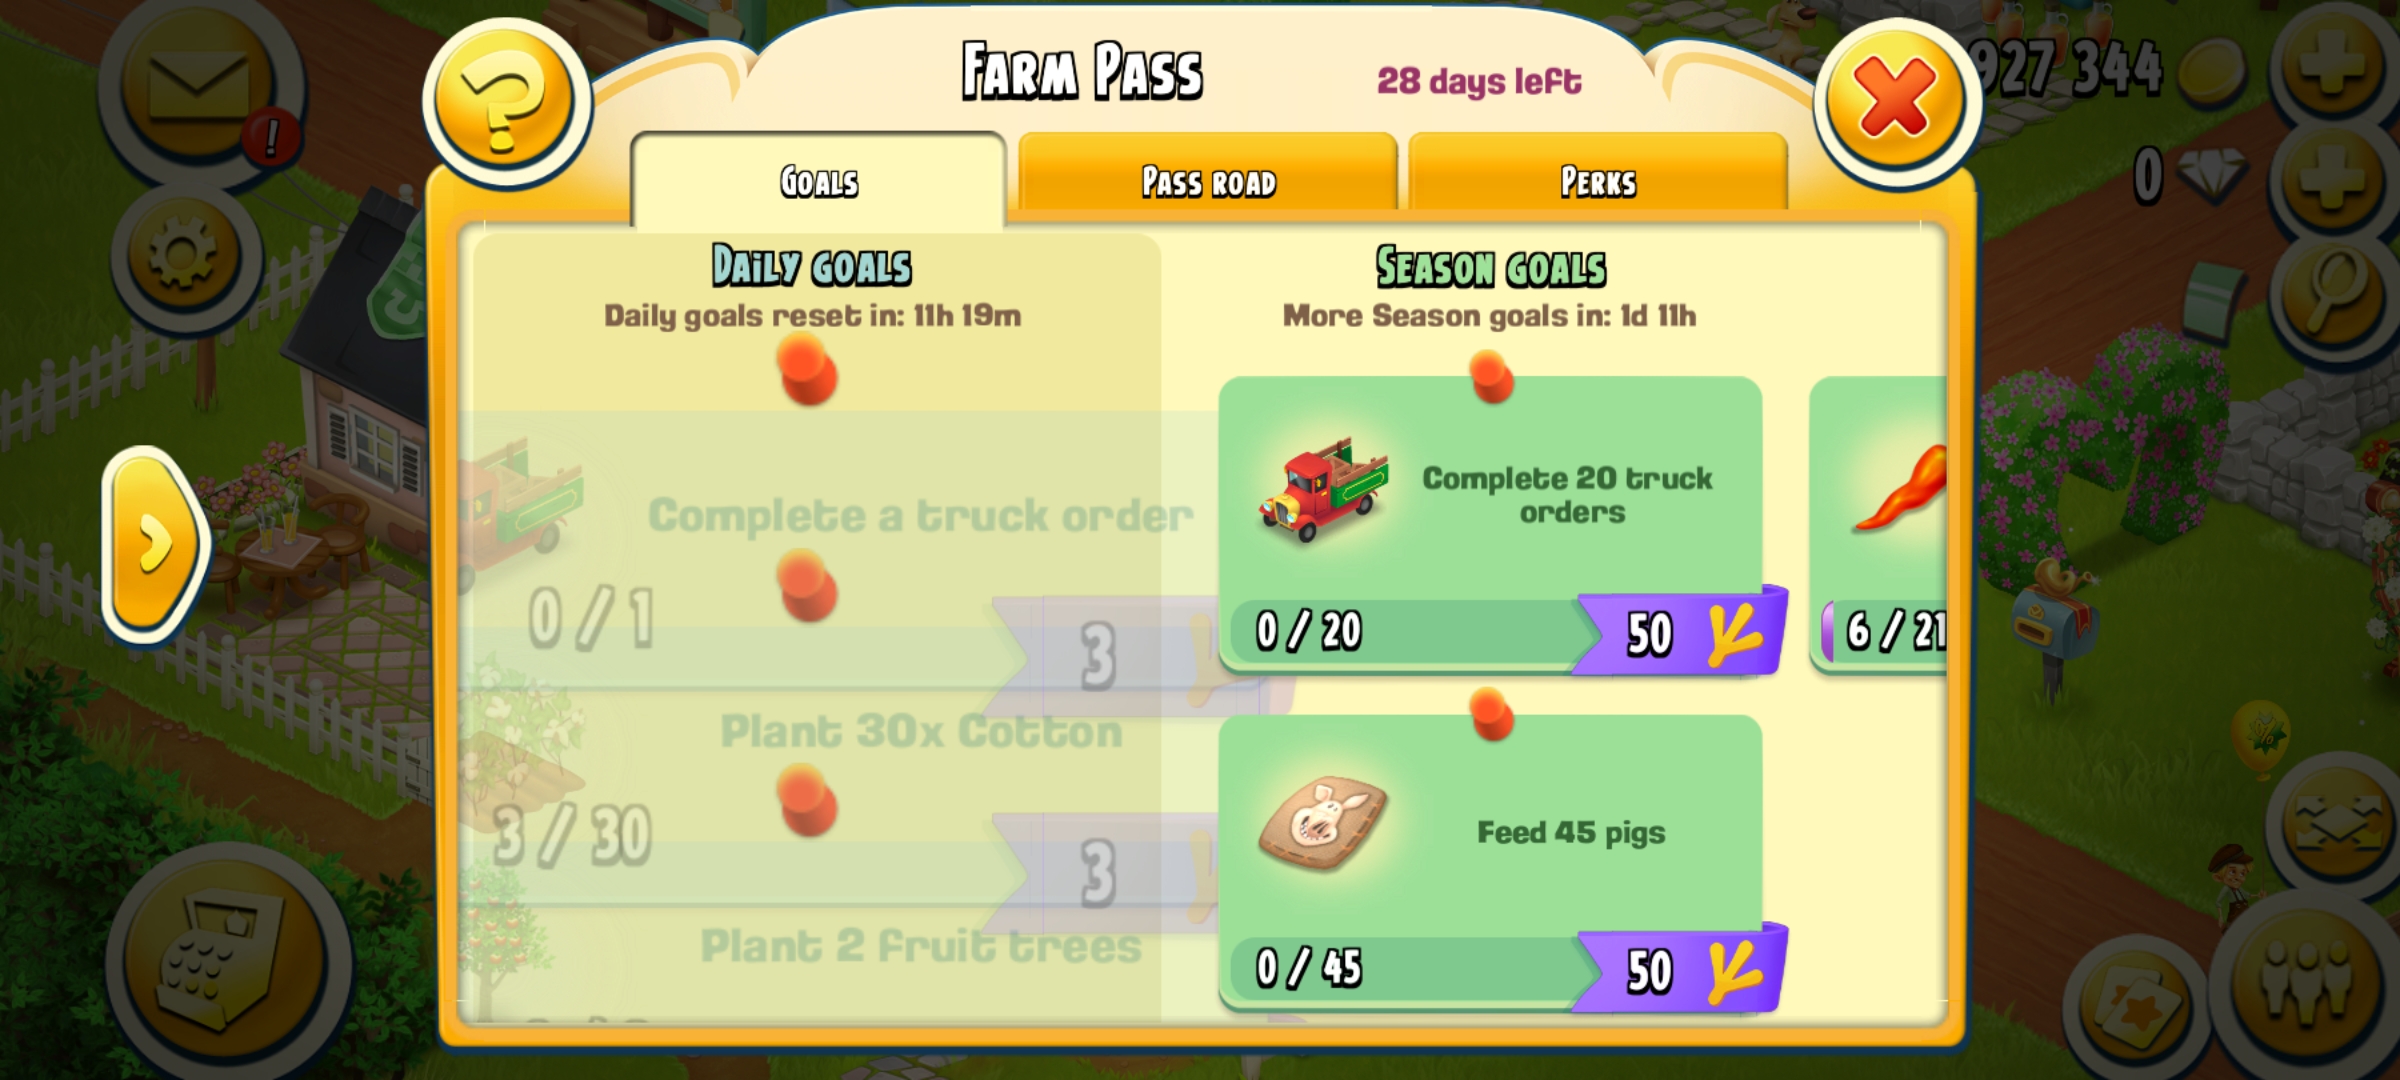 FARM PASS
28 days left
927 344
0
GOALS
PASS ROAD
PERKS
DAILY GOALS
Daily goals reset in: 11h 19m
Complete a truck order
0 / 1
3
Plant 30x Cotton
3 / 30
3
Plant 2 fruit trees
SEASON GOALS
More Season goals in: 1d 11h
Complete 20 truck
orders
0 / 20
50
6 / 21
Feed 45 pigs
0 / 45
50